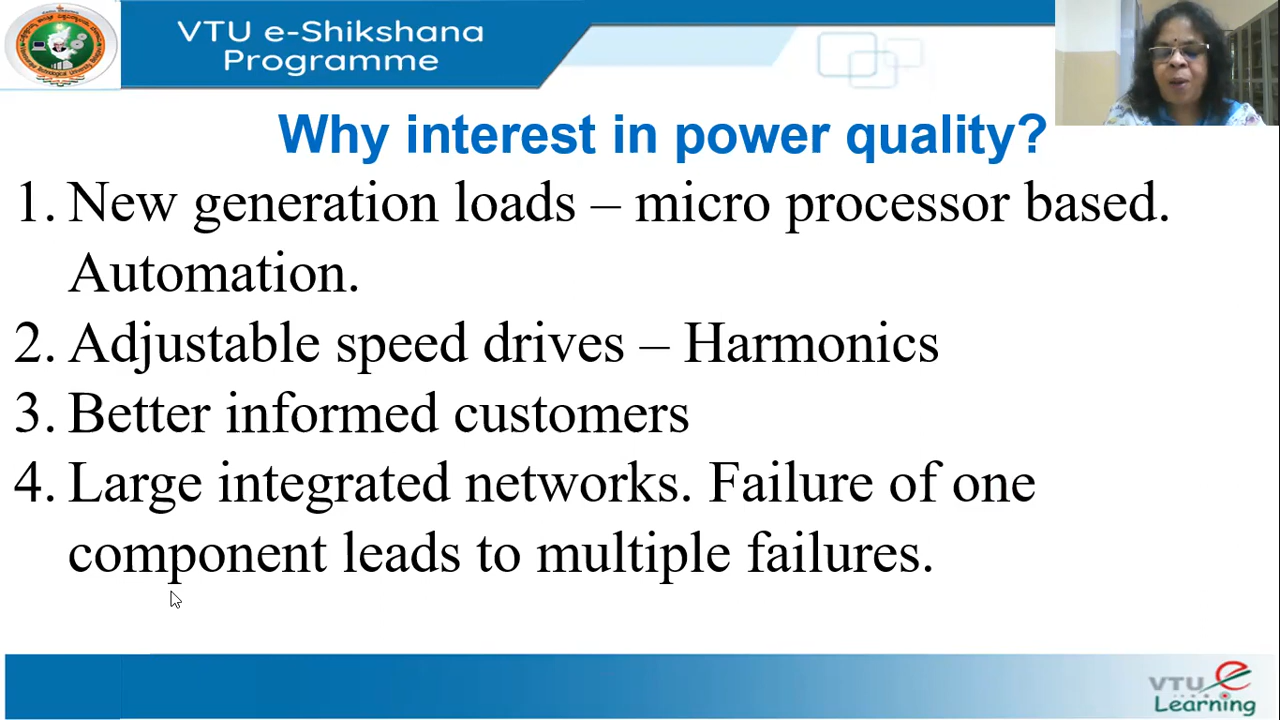 VTU e-Shikshana
Programme
Why interest in power quality?
1. New generation loads – micro processor based.
Automation.
2. Adjustable speed drives – Harmonics
3. Better informed customers
4. Large integrated networks. Failure of one
component leads to multiple failures.
VTU e
Learning